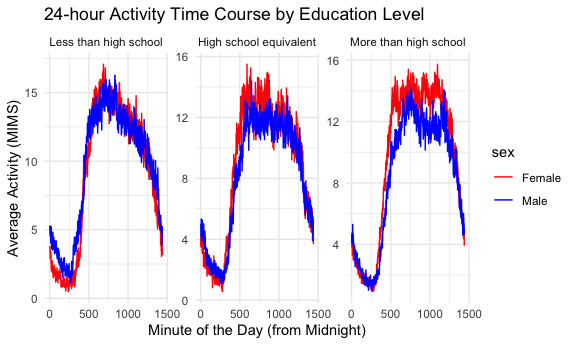 24-hour Activity Time Course by Education Level
Less than high school
High school equivalent
More than high school
Average Activity (MIMS)
15
10
5
0
16
12
8
4
0
16
12
8
4
0 500 1000 1500
0 500 1000 1500
0 500 1000 1500
Minute of the Day (from Midnight)
sex
Female
Male